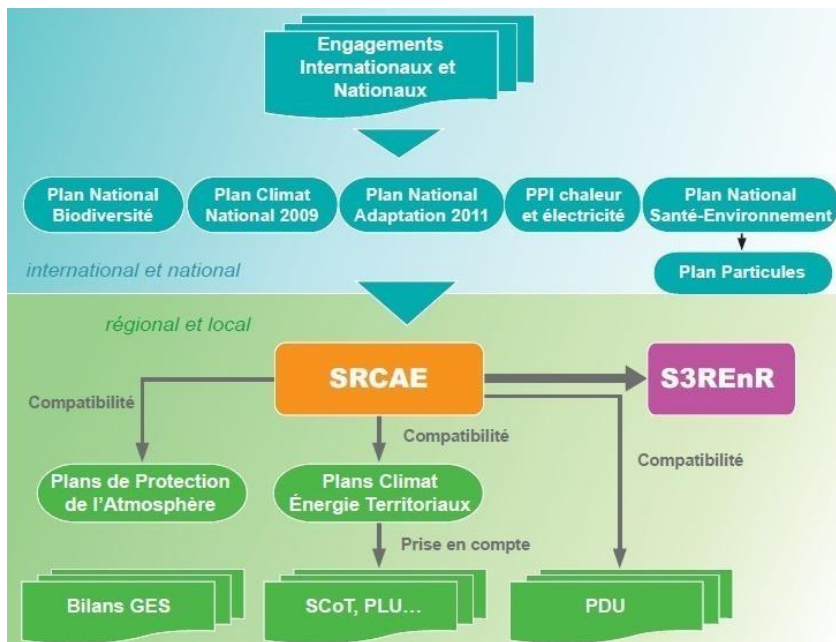 Engagements
Internationaux et
Nationaux
Plan National
Biodiversité
Plan Climat
National 2009
Plan National
Adaptation 2011
PPI chaleur
et électricité
Plan National
Santé-Environnement
Plan Particules
international et national
régional et local
SRCAE
S3REnR
Compatibilité
Compatibilité
Compatibilité
Plans de Protection
de l'Atmosphère
Plans Climat
Énergie Territoriaux
Prise en compte
Bilans GES
SCoT, PLU...
PDU